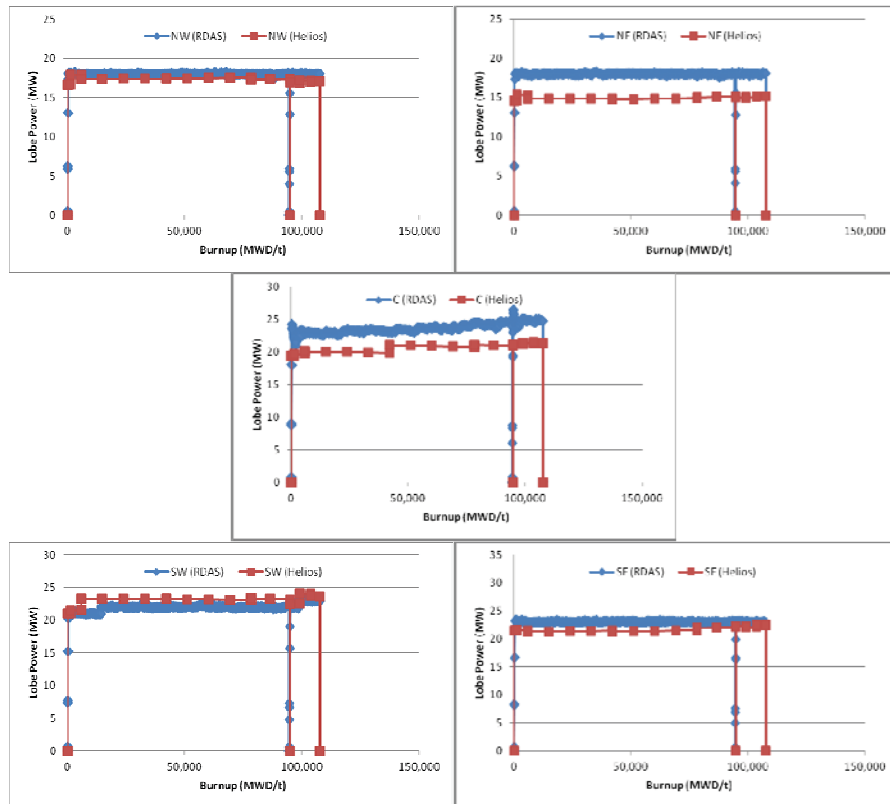 NW (RDAS) NW (Helios)
Lobe Power (MW)
25
20
15
10
5
0
0 50,000 100,000 150,000
Burnup (MWD/t)
NE (RDAS) NE (Helios)
Lobe Power (MW)
25
20
15
10
5
0
0 50,000 100,000 150,000
Burnup (MWD/t)
C (RDAS) C (Helios)
Lobe Power (MW)
30
25
20
15
10
5
0
0 50,000 100,000 150,000
Burnup (MWD/t)
SW (RDAS) SW (Helios)
Lobe Power (MW)
30
25
20
15
10
5
0
0 50,000 100,000 150,000
Burnup (MWD/t)
SE (RDAS) SE (Helios)
Lobe Power (MW)
35
30
25
20
15
10
5
0
0 50,000 100,000 150,000
Burnup (MWD/t)